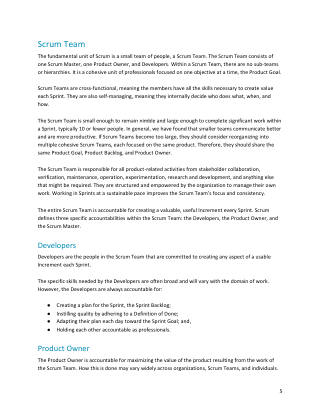 Scrum Team
The fundamental unit of Scrum is a small team of people, a Scrum Team. The Scrum Team consists
of one Scrum Master, one Product Owner, and Developers. Within a Scrum Team, there are no sub-teams
or hierarchies. It is a cohesive unit of professionals focused on one objective at a time, the Product Goal.
Scrum Teams are cross-functional, meaning the members have all the skills necessary to create value
each Sprint. They are also self-managing, meaning they internally decide who does what, when, and
how.
The Scrum Team is small enough to remain nimble and large enough to complete significant work within
a Sprint, typically 10 or fewer people. In general, we have found that smaller teams communicate better
and are more productive. If Scrum Teams become too large, they should consider reorganizing into
multiple cohesive Scrum Teams, each focused on the same product. Therefore, they should share the
same Product Goal, Product Backlog, and Product Owner.
The Scrum Team is responsible for all product-related activities from stakeholder collaboration,
verification, maintenance, operation, experimentation, research and development, and anything else
that might be required. They are structured and empowered by the organization to manage their own
work. Working in Sprints at a sustainable pace improves the Scrum Team's focus and consistency.
The entire Scrum Team is accountable for creating a valuable, useful Increment every Sprint. Scrum
defines three specific accountabilities within the Scrum Team: the Developers, the Product Owner, and
the Scrum Master.
Developers
Developers are the people in the Scrum Team that are committed to creating any aspect of a usable
Increment each Sprint.
The specific skills needed by the Developers are often broad and will vary with the domain of work.
However, the Developers are always accountable for:
● Creating a plan for the Sprint, the Sprint Backlog;
● Instilling quality by adhering to a Definition of Done;
● Adapting their plan each day toward the Sprint Goal; and,
● Holding each other accountable as professionals.
Product Owner
The Product Owner is accountable for maximizing the value of the product resulting from the work of
the Scrum Team. How this is done may vary widely across organizations, Scrum Teams, and individuals.
5